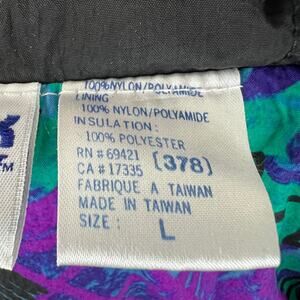 100% NYLON/POLYAMIDE
LINING
100% NYLON/POLYAMIDE
INSULATION:
100% POLYESTER
RN # 69421 [378]
CA # 17335
FABRIQUE A TAIWAN
MADE IN TAIWAN
SIZE: L
TM